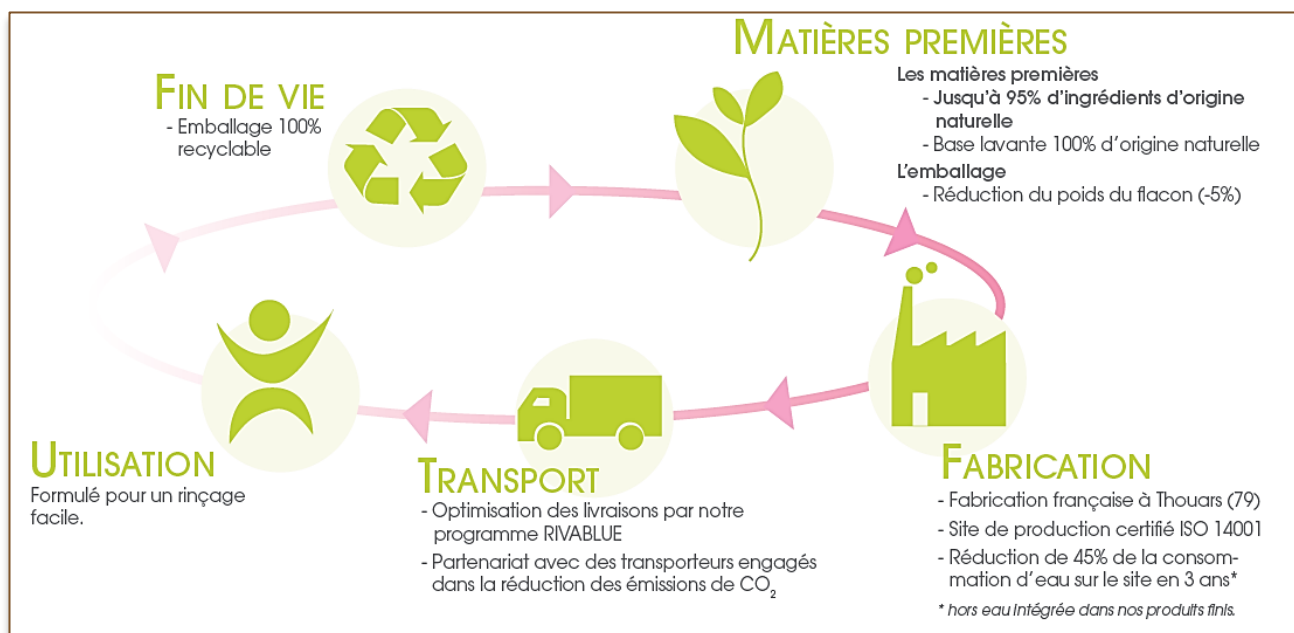 MATIÈRES PREMIÈRES
Les matières premières
- Jusqu'à 95% d'ingrédients d'origine
naturelle
- Base lavante 100% d'origine naturelle
L'emballage
- Réduction du poids du flacon (-5%)
FIN DE VIE
- Emballage 100%
recyclable
UTILISATION
Formulé pour un rinçage
facile.
TRANSPORT
- Optimisation des livraisons par notre
programme RIVABLUE
- Partenariat avec des transporteurs engagés
dans la réduction des émissions de CO₂
FABRICATION
- Fabrication française à Thouars (79)
- Site de production certifié ISO 14001
- Réduction de 45% de la consom-
mation d'eau sur le site en 3 ans*
* hors eau intégrée dans nos produits finis.